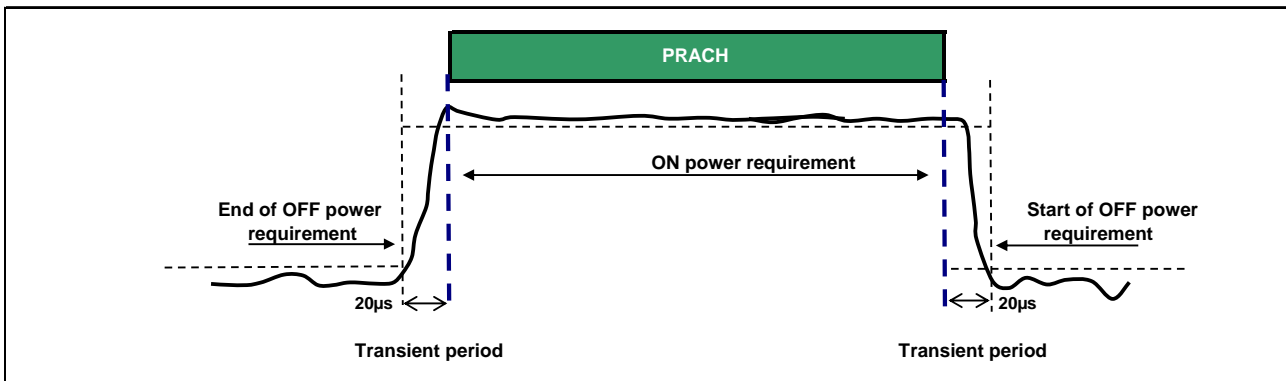 PRACH
ON power requirement
End of OFF power
requirement
Start of OFF power
requirement
20µs
20µs
Transient period
Transient period